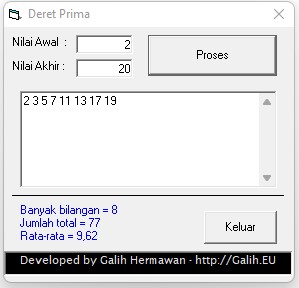 Deret Prima
Nilai Awal : 2
Nilai Akhir : 20
Proses
2 3 5 7 11 13 17 19
Banyak bilangan = 8
Jumlah total = 77
Rata-rata = 9,62
Keluar
Developed by Galih Hermawan - http://Galih.EU